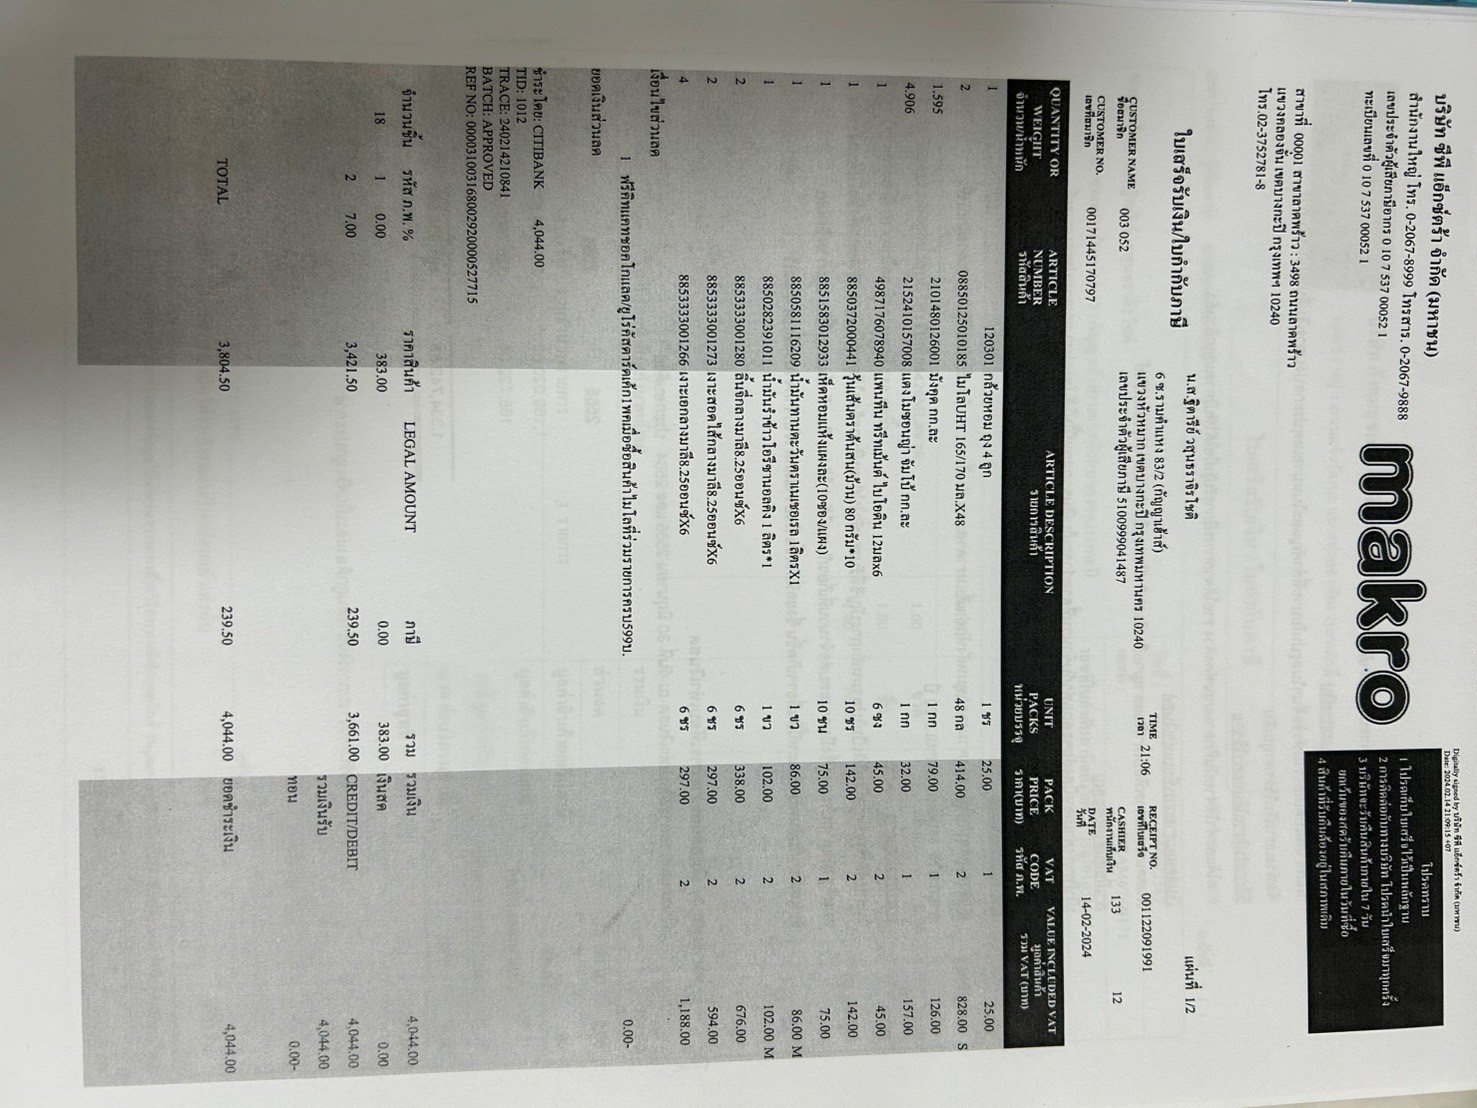 Digitally signed by บริษัท ซีพี แอ็กซ์ตร้า จำกัด (มหาชน)
Date: 2024.02.14 21:09:15 +07
บริษัท ซีพี แอ็กซ์ตร้า จำกัด (มหาชน)
สำนักงานใหญ่ โทร. 0-2067-8999 โทรสาร. 0-2067-9888
เลขประจำตัวผู้เสียภาษีอากร 0 10 7 537 00052 1
ทะเบียนเลขที่ 0 10 7 537 00052 1
makro
โปรดทราบ
1 โปรดเก็บใบเสร็จไว้เป็นหลักฐาน
2 การติดต่อกับทางบริษัท โปรดนำใบเสร็จมาทุกครั้ง
3 บริษัทจะรับคืนสินค้าภายใน 7 วัน
ยกเว้นของสดรับคืนภายในวันที่ซื้อ
4 สินค้าที่รับคืนต้องอยู่ในสภาพเดิม
สาขาที่ 00001 สาขาลาดพร้าว : 3498 ถนนลาดพร้าว
แขวงคลองจั่น เขตบางกะปิ กรุงเทพฯ 10240
โทร.02-3752781-8
ใบเสร็จรับเงิน/ใบกำกับภาษี
น.ส.ฐิตารีย์ วสุนธราจิรโชติ
แผ่นที่ 1/2
6 ซ.รามคำแหง 83/2 (กัญญาเฮ้าส์)
แขวงหัวหมาก เขตบางกะปิ กรุงเทพมหานคร 10240
เลขประจำตัวผู้เสียภาษี 5100999041487
TIME เวลา 21:06
RECEIPT NO. เลขที่ใบเสร็จ 001122091991
CUSTOMER NAME ชื่อสมาชิก 003 052
CASHIER พนักงานเก็บเงิน 133 12
CUSTOMER NO. เลขที่สมาชิก 00171445170797
DATE วันที่ 14-02-2024
QUANTITY OR WEIGHT จำนวน/น้ำหนัก ARTICLE NUMBER รหัสสินค้า ARTICLE DESCRIPTION รายการสินค้า UNIT PACKS หน่วยบรรจุ PACK PRICE ราคา(บาท) VAT CODE รหัส ภ.พ. VALUE INCLUDED VAT มูลค่าสินค้า รวม VAT (บาท)
1 120301 กล้วยหอม ถุง 4 ลูก 1 ชร 25.00 1 25.00
2 08850125010185 ไมโลUHT 165/170 มล.X48 48 กล 414.00 2 828.00 S
1.595 2101480126001 มังคุด กก.ละ 1 กก 79.00 1 126.00
4.906 2152410157008 แตงโมซอนญ่า จัมโบ้ กก.ละ 1 กก 32.00 1 157.00
1 4987176078940 แพนทีน ทรีทเม้นต์ ไบโอติน 12มลx6 6 ซง 45.00 2 45.00
1 8850372000441 วุ้นเส้นตราต้นสน(ม้วน) 80 กรัม*10 10 ชร 142.00 2 142.00
1 8851583012933 เห็ดหอมแห้งแผงละ(10ซอง/แผง) 10 ชน 75.00 1 75.00
1 8850581116209 น้ำมันทานตะวันตราเนเชอเรล 1ลิตรX1 1 ขว 86.00 2 86.00 M
1 8850282391011 น้ำมันรำข้าวโอรีซานอลคิง 1 ลิตร*1 1 ขว 102.00 2 102.00 M
2 8853333001280 ลิ้นจี่กลางมาลี8.25ออนซ์X6 6 ชร 338.00 2 676.00
2 8853333001273 เงาะสอดไส้กลางมาลี8.25ออนซ์X6 6 ชร 297.00 2 594.00
4 8853333001266 เงาะเอกลางมาลี8.25ออนซ์X6 6 ชร 297.00 2 1,188.00
เงื่อนไขส่วนลด
1 ฟรีคิทแคทชอคโกแลต/ยูโร่คัสตาร์ดเค้ก1พคเมื่อซื้อสินค้าไมโลที่ร่วมรายการครบ599บ. 0.00-
ยอดเงินส่วนลด
ชำระโดย: CITIBANK 4,044.00
TID: 1012
TRACE: 240214210841
BATCH: APPROVED
REF NO: 000031003168002920000527715
จำนวนชิ้น รหัส ภ.พ. % ราคาสินค้า LEGAL AMOUNT ภาษี รวม รวมเงิน 4,044.00
18 1 0.00 383.00 0.00 383.00 เงินสด 0.00
2 7.00 3,421.50 239.50 3,661.00 CREDIT/DEBIT 4,044.00
รวมเงินรับ 4,044.00
ทอน 0.00-
TOTAL 3,804.50 239.50 4,044.00 ยอดชำระเงิน 4,044.00